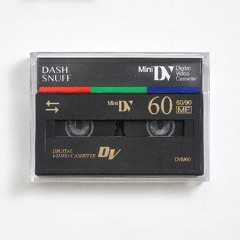 DASH
SNUFF
Mini DV
Digital
Video
Cassette
Mini DV
60
60/90
ME
DIGITAL
VIDEO CASSETTE
DV
DVM60